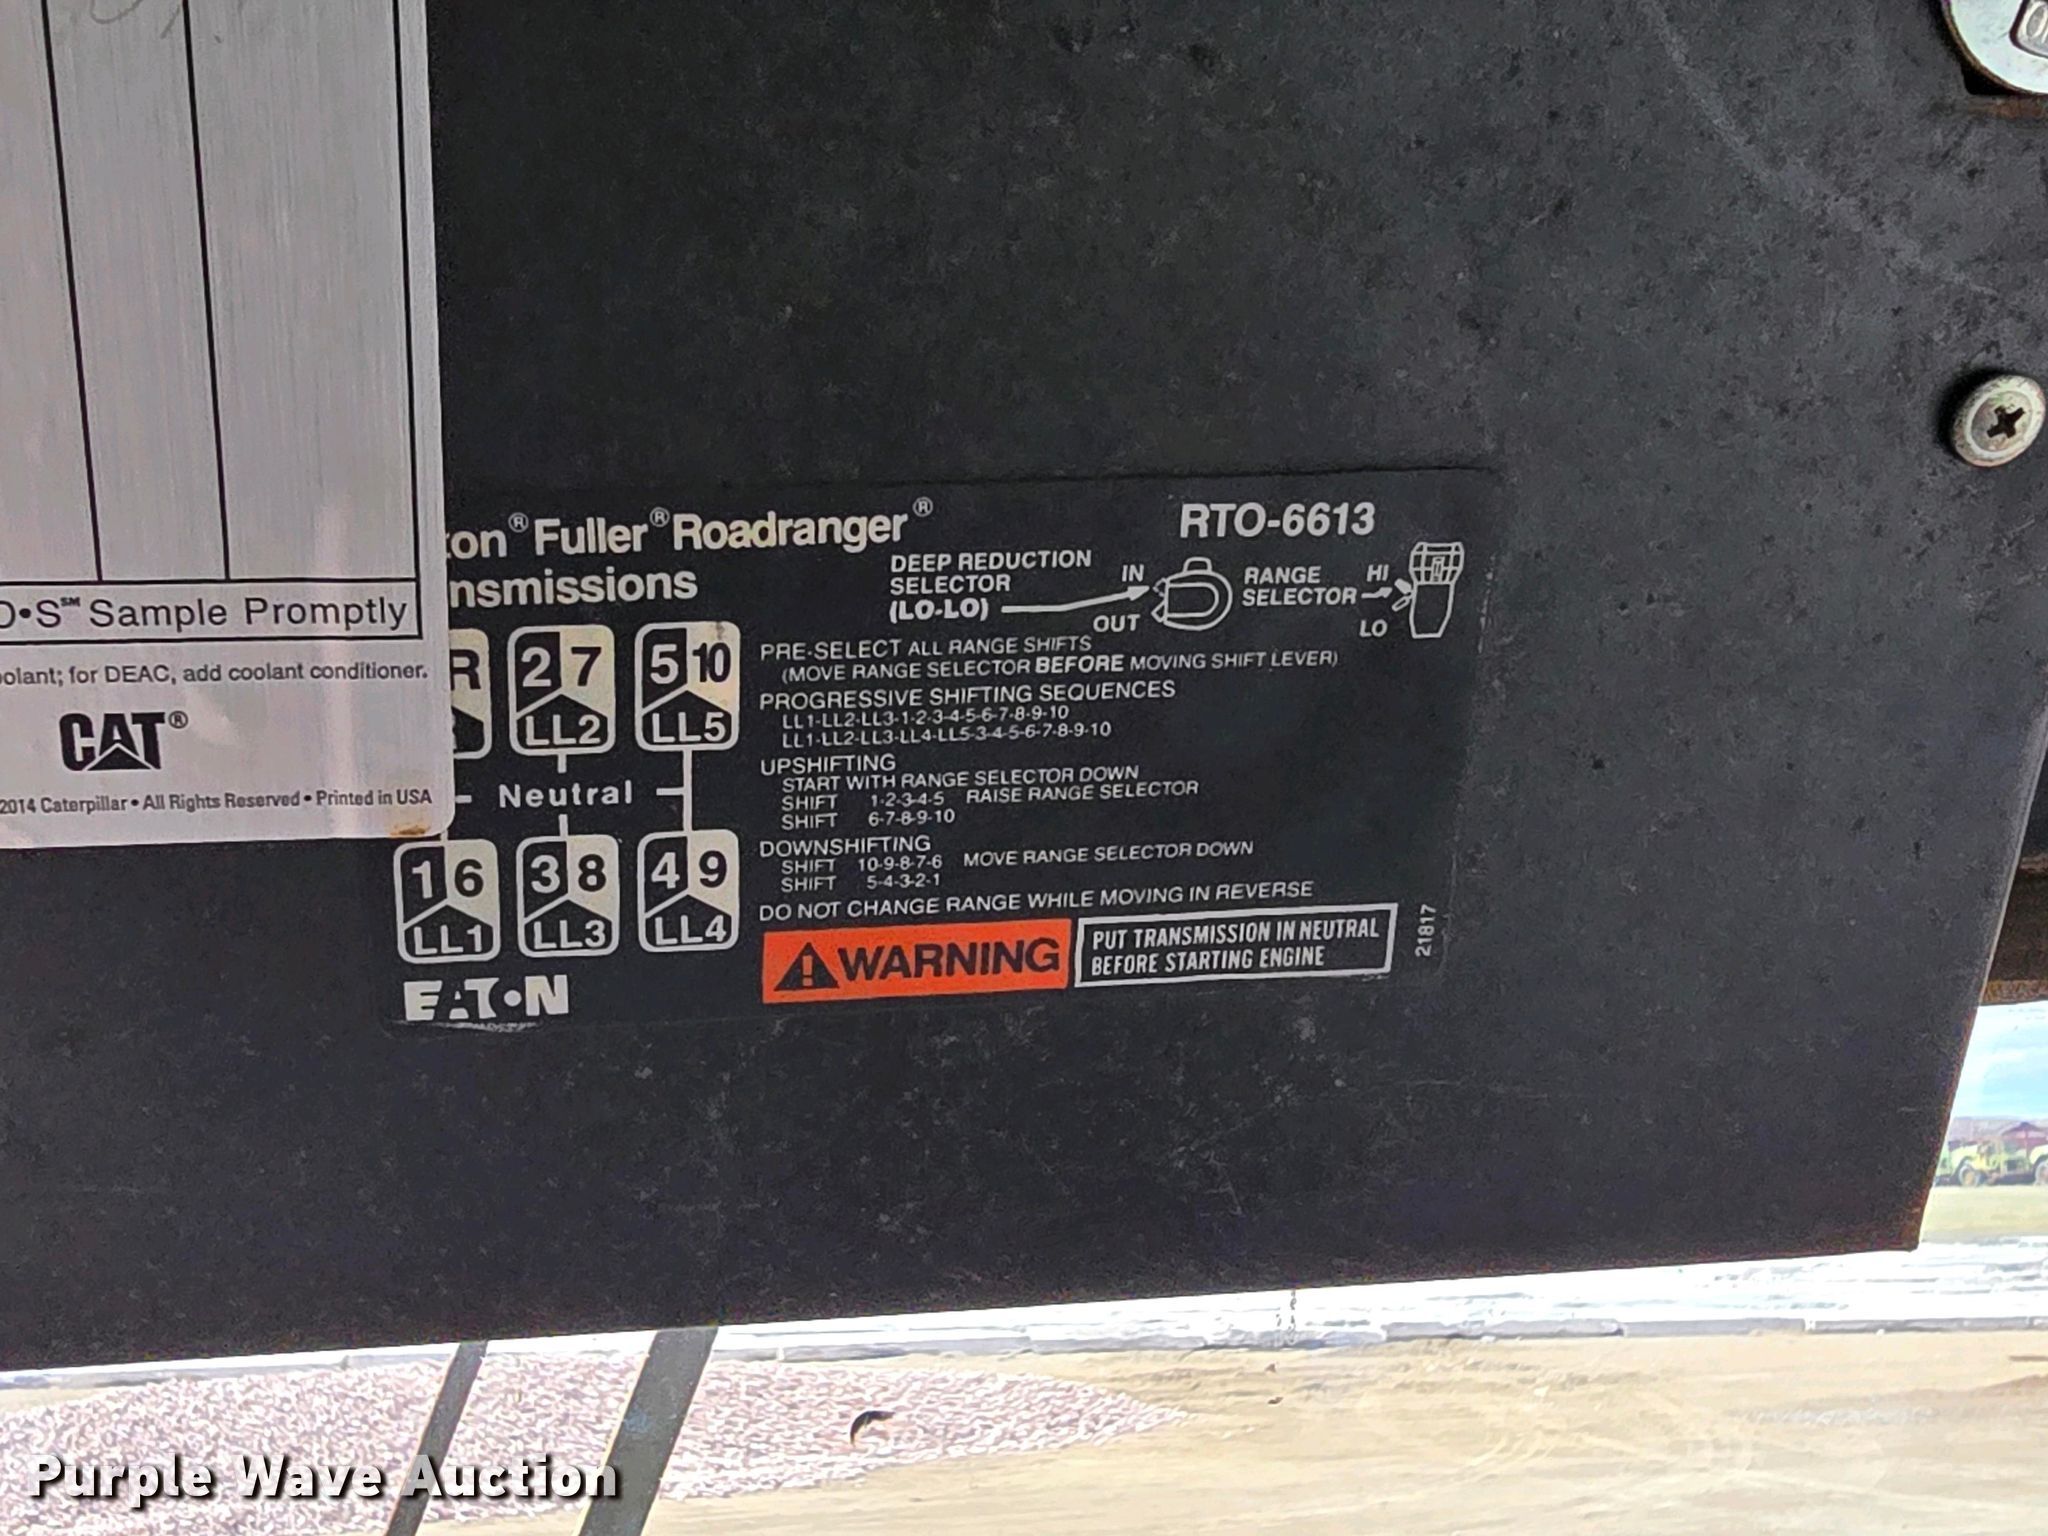 O•S℠ Sample Promptly
oolant; for DEAC, add coolant conditioner.
CAT®
2014 Caterpillar • All Rights Reserved • Printed in USA
ton® Fuller® Roadranger®
nsmissions
RTO-6613
DEEP REDUCTION
SELECTOR
(LO-LO)
IN
OUT
RANGE
SELECTOR
HI
LO
R
2 7
LL2
5 10
LL5
Neutral
1 6
LL1
3 8
LL3
4 9
LL4
EATON
PRE-SELECT ALL RANGE SHIFTS
(MOVE RANGE SELECTOR BEFORE MOVING SHIFT LEVER)
PROGRESSIVE SHIFTING SEQUENCES
LL1-LL2-LL3-1-2-3-4-5-6-7-8-9-10
LL1-LL2-LL3-LL4-LL5-3-4-5-6-7-8-9-10
UPSHIFTING
START WITH RANGE SELECTOR DOWN
SHIFT 1-2-3-4-5 RAISE RANGE SELECTOR
SHIFT 6-7-8-9-10
DOWNSHIFTING
SHIFT 10-9-8-7-6 MOVE RANGE SELECTOR DOWN
SHIFT 5-4-3-2-1
DO NOT CHANGE RANGE WHILE MOVING IN REVERSE
WARNING
PUT TRANSMISSION IN NEUTRAL
BEFORE STARTING ENGINE
21817
Purple Wave Auction